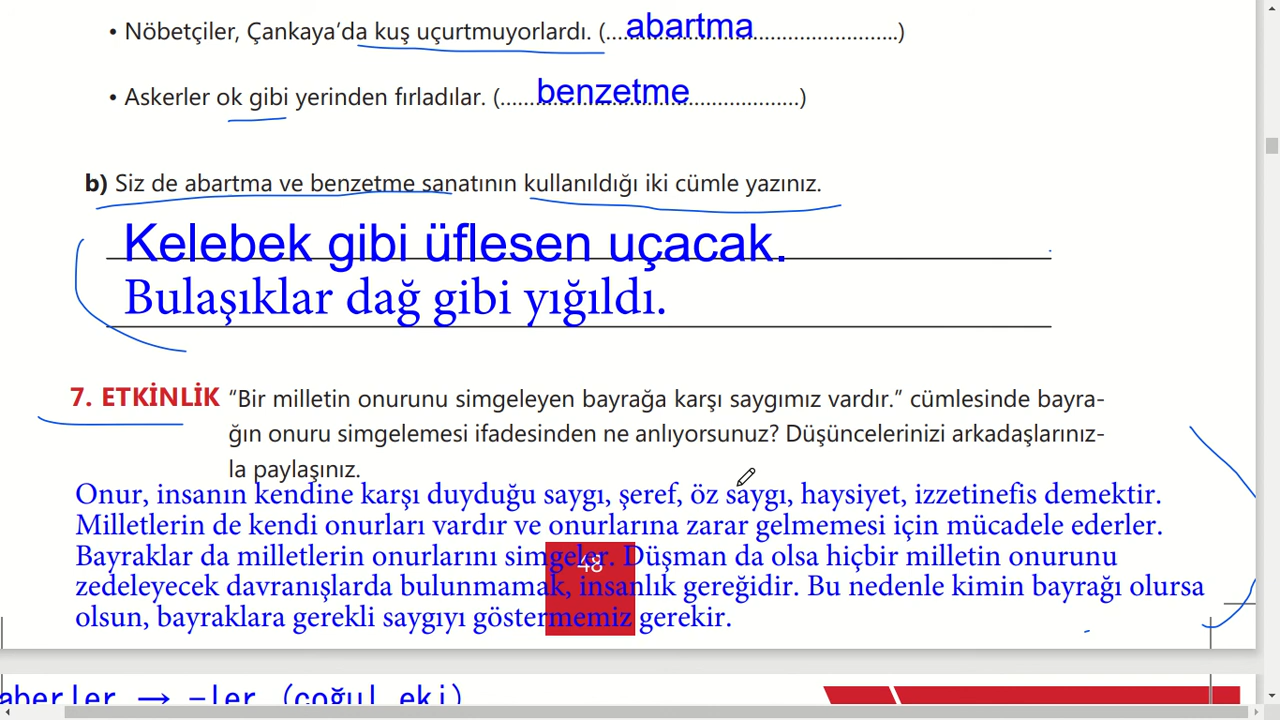 • Nöbetçiler, Çankaya’da kuş uçurtmuyorlardı. (....abartma..............................)
• Askerler ok gibi yerinden fırladılar. (......benzetme......................)
b) Siz de abartma ve benzetme sanatının kullanıldığı iki cümle yazınız.
Kelebek gibi üflesen uçacak.
Bulaşıklar dağ gibi yığıldı.
7. ETKİNLİK “Bir milletin onurunu simgeleyen bayrağa karşı saygımız vardır.” cümlesinde bayra-
ğın onuru simgelemesi ifadesinden ne anlıyorsunuz? Düşüncelerinizi arkadaşlarınız-
la paylaşınız.
Onur, insanın kendine karşı duyduğu saygı, şeref, öz saygı, haysiyet, izzetinefis demektir.
Milletlerin de kendi onurları vardır ve onurlarına zarar gelmemesi için mücadele ederler.
Bayraklar da milletlerin onurlarını simgeler. Düşman da olsa hiçbir milletin onurunu
48
zedeleyecek davranışlarda bulunmamak, insanlık gereğidir. Bu nedenle kimin bayrağı olursa
olsun, bayraklara gerekli saygıyı göstermemiz gerekir.
aberler → -ler (çoğul eki)